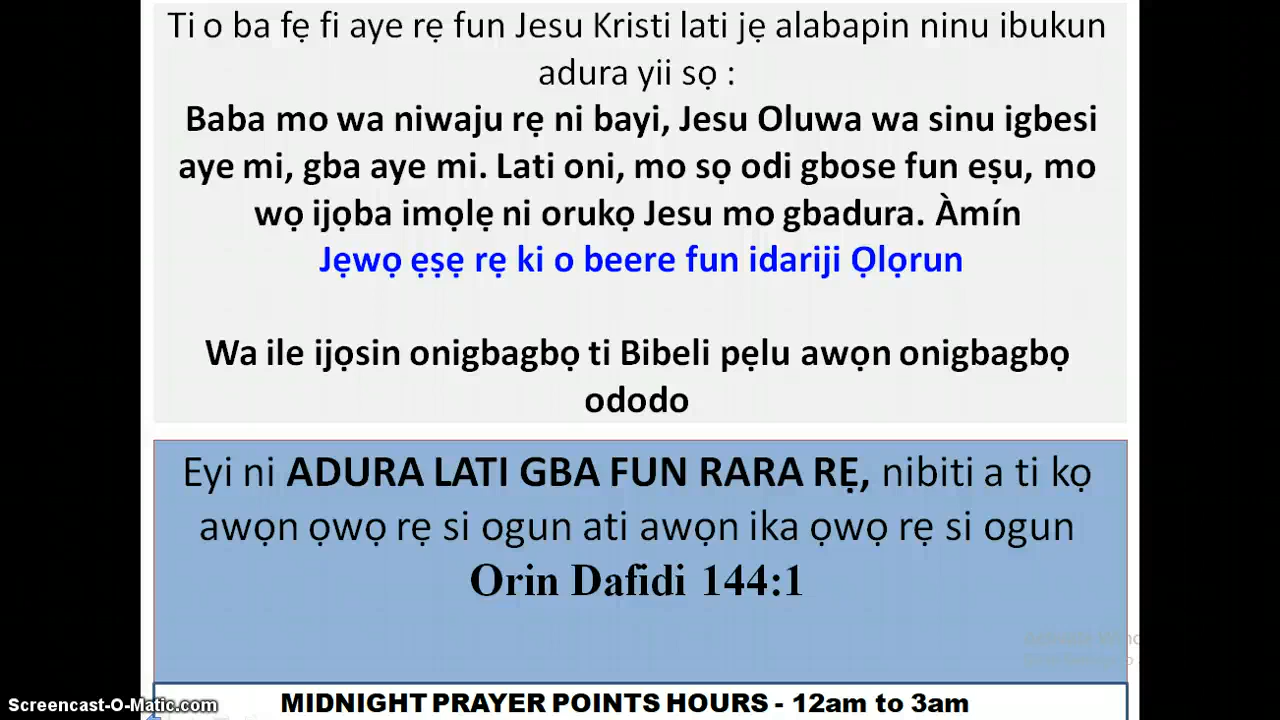 Ti o ba fẹ fi aye rẹ fun Jesu Kristi lati jẹ alabapin ninu ibukun
adura yii sọ :
Baba mo wa niwaju rẹ ni bayi, Jesu Oluwa wa sinu igbesi
aye mi, gba aye mi. Lati oni, mo sọ odi gbose fun eṣu, mo
wọ ijọba imọlẹ ni orukọ Jesu mo gbadura. Àmín
Jẹwọ ẹṣẹ rẹ ki o beere fun idariji Ọlọrun
Wa ile ijọsin onigbagbọ ti Bibeli pẹlu awọn onigbagbọ
ododo
Eyi ni ADURA LATI GBA FUN RARA RẸ, nibiti a ti kọ
awọn ọwọ rẹ si ogun ati awọn ika ọwọ rẹ si ogun
Orin Dafidi 144:1
MIDNIGHT PRAYER POINTS HOURS - 12am to 3am
Screencast-O-Matic.com